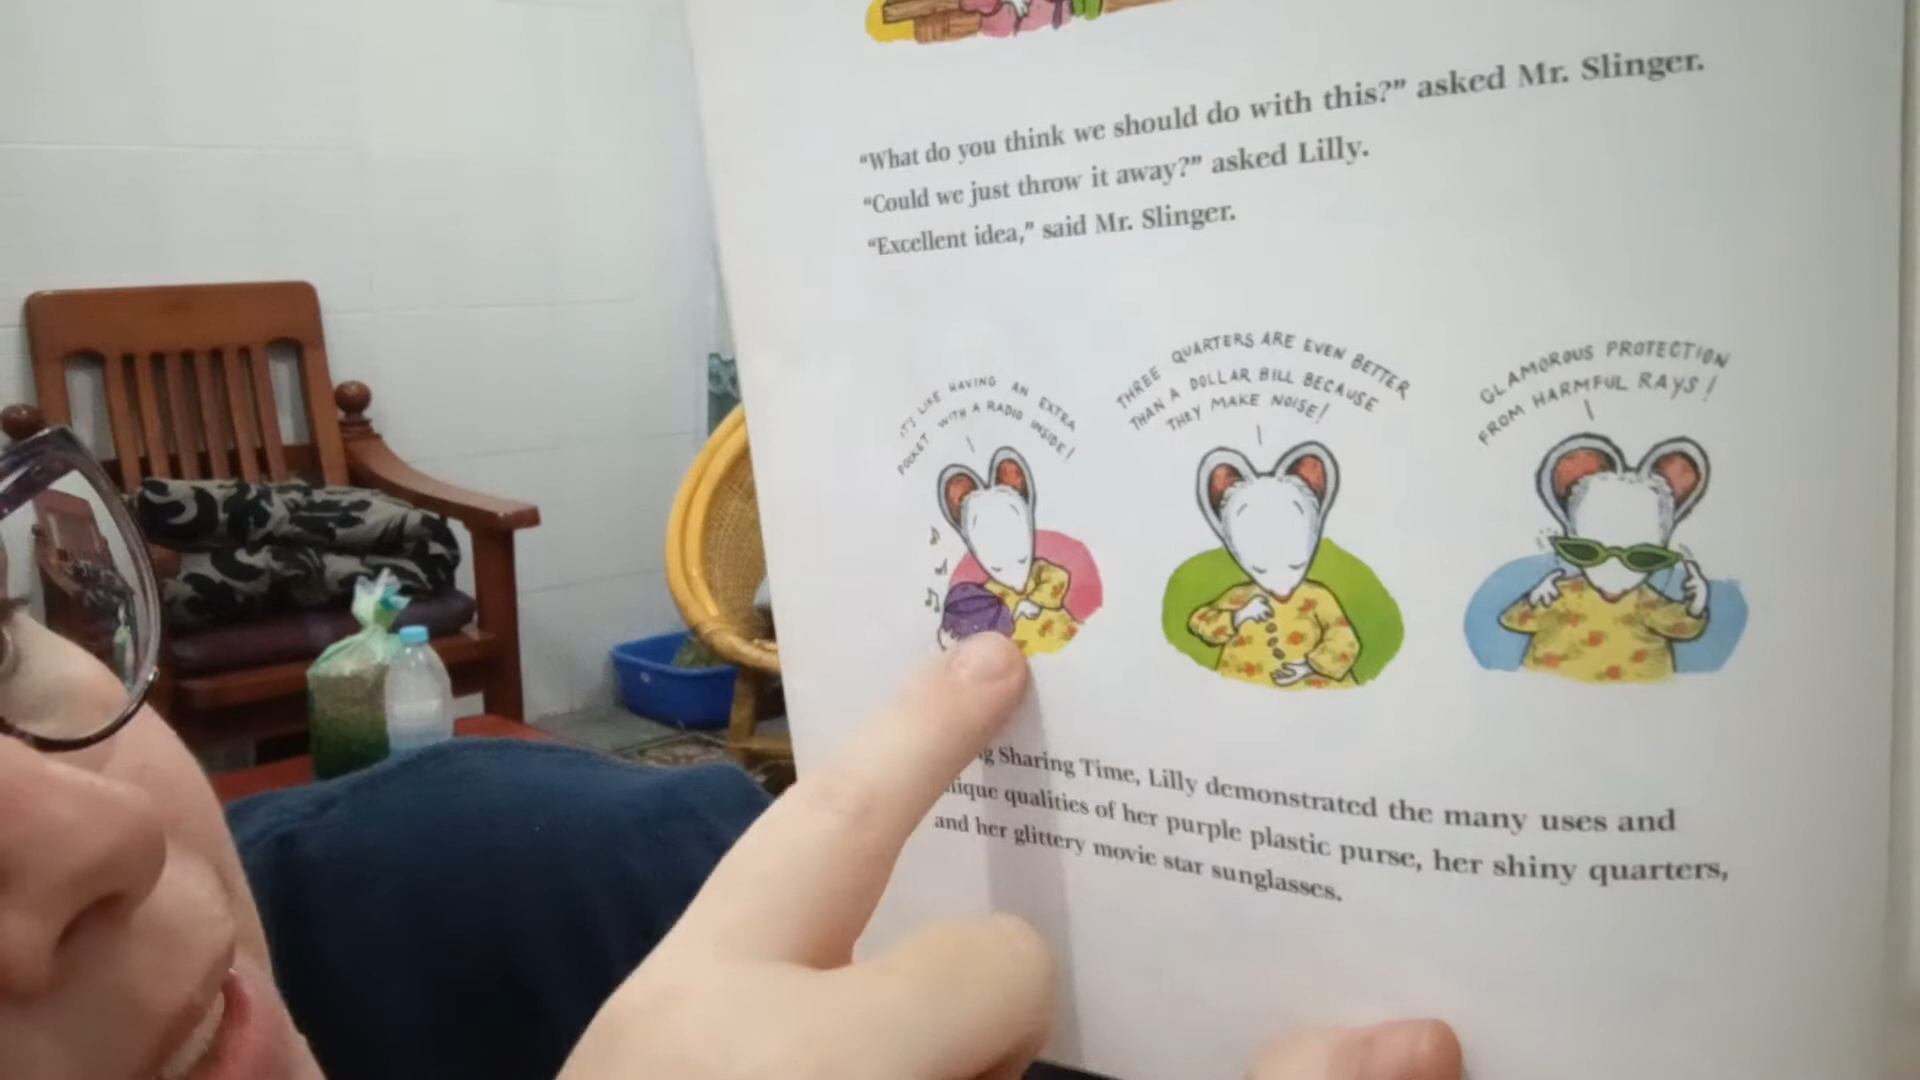 “What do you think we should do with this?” asked Mr. Slinger.
“Could we just throw it away?” asked Lilly.
“Excellent idea,” said Mr. Slinger.
IT'S LIKE HAVING AN EXTRA
POCKET WITH A RADIO INSIDE!
THREE QUARTERS ARE EVEN BETTER
THAN A DOLLAR BILL BECAUSE
THEY MAKE NOISE!
GLAMOROUS PROTECTION
FROM HARMFUL RAYS!
Sharing Time, Lilly demonstrated the many uses and
qualities of her purple plastic purse, her shiny quarters,
and her glittery movie star sunglasses.